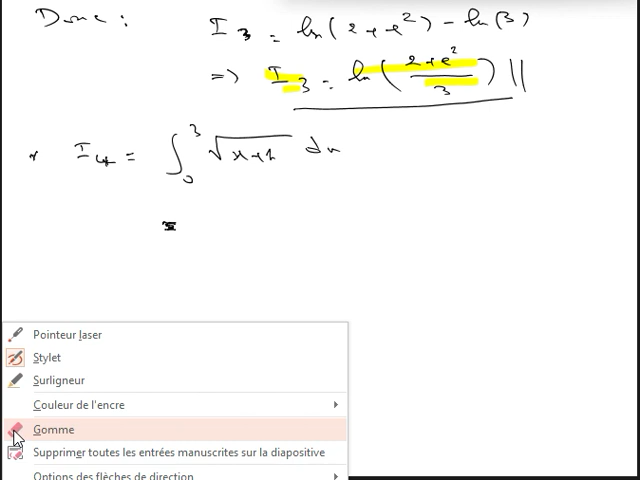 Donc : I₃ = ln(2+e²) - ln(3)
=> I₃ = ln((2+e²)/3) ||
* I₄ = ∫₀³ √(x+1) dx
Pointeur laser
Stylet
Surligneur
Couleur de l'encre
Gomme
Supprimer toutes les entrées manuscrites sur la diapositive
Options des flèches de direction